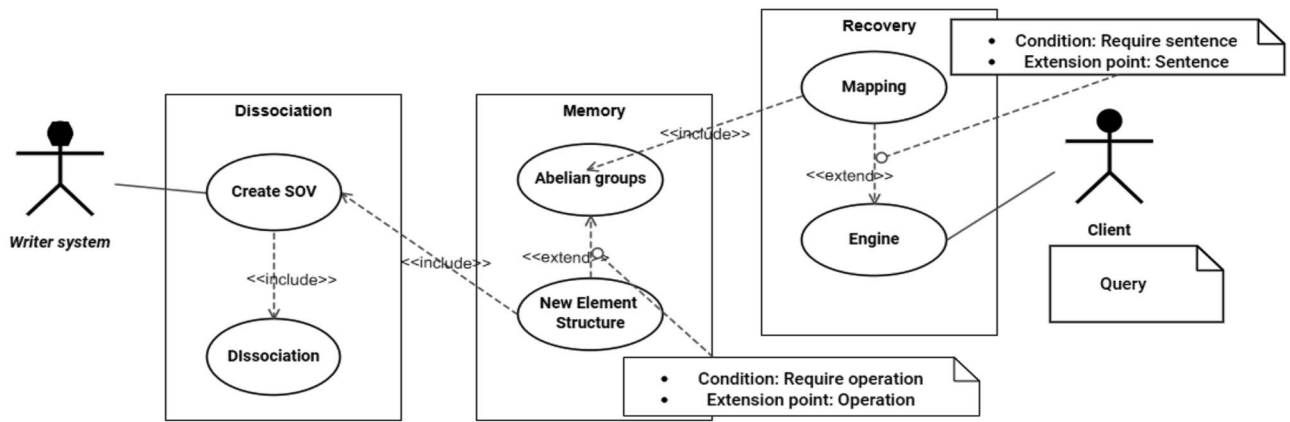 Recovery
Condition: Require sentence
Extension point: Sentence
Mapping
Dissociation
Memory
<<include>>
Writer system
Create SOV
Abelian groups
<<extend>>
Engine
Client
<<include>>
<<include>>
<<extend>>
Query
New Element
Structure
DIssociation
Condition: Require operation
Extension point: Operation